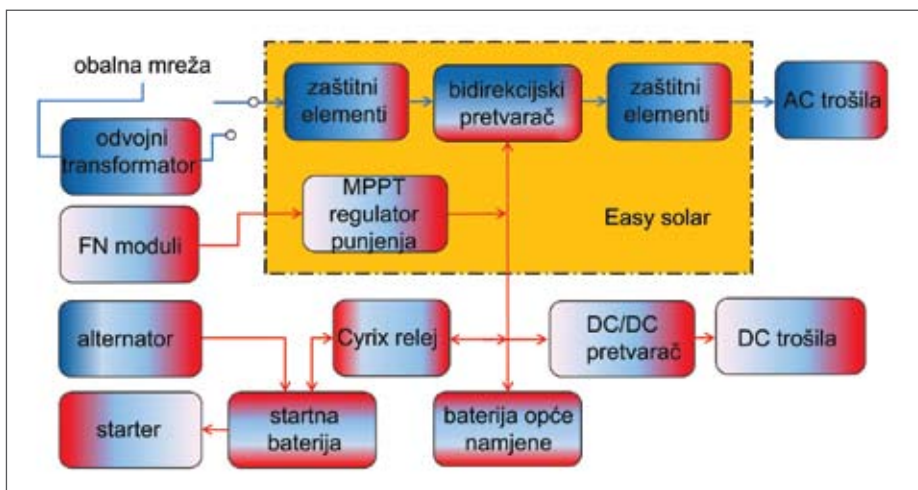 obalna mreža
odvojni
transformator
zaštitni
elementi
bidirekcijski
pretvarač
zaštitni
elementi
AC trošila
FN moduli
MPPT
regulator
punjenja
Easy solar
alternator
Cyrix relej
DC/DC
pretvarač
DC trošila
starter
startna
baterija
baterija opće
namjene